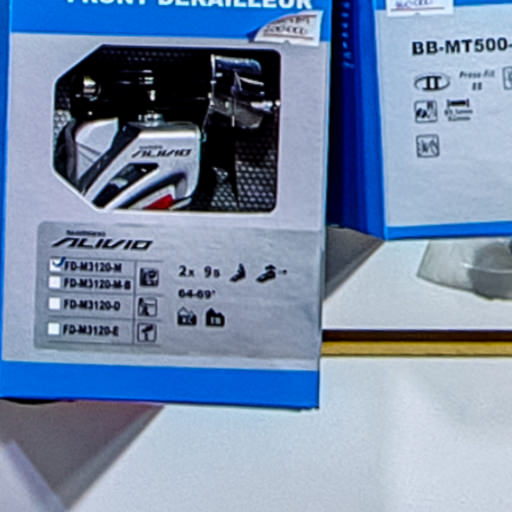 FRONT DERAILLEUR
ALIVIO
SHIMANO
ALIVIO
FD-M3120-M
FD-M3120-M-B
FD-M3120-D
FD-M3120-E
2x 9s
64-69°
BB-MT500-
Press-Fit